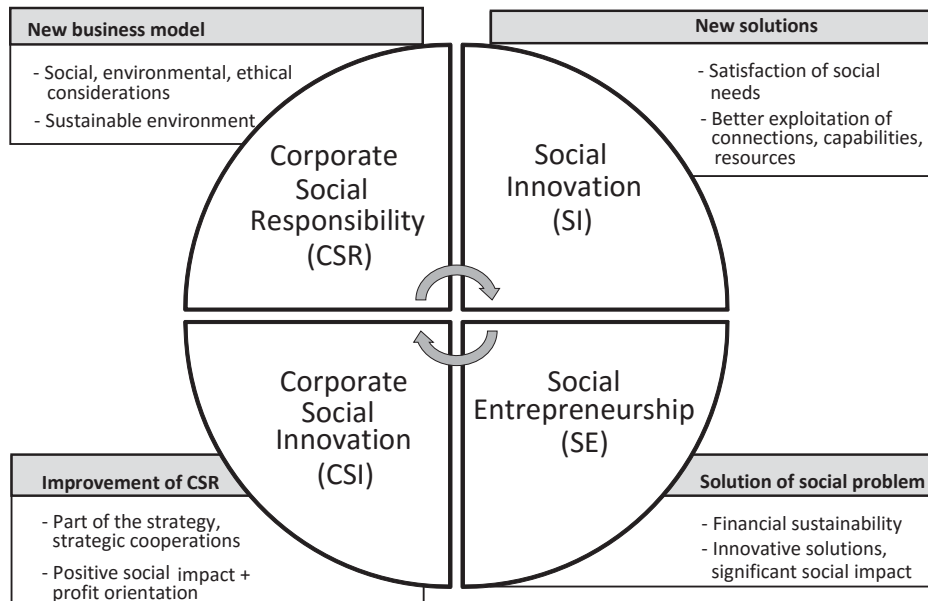 New business model
- Social, environmental, ethical
considerations
- Sustainable environment
New solutions
- Satisfaction of social
needs
- Better exploitation of
connections, capabilities,
resources
Corporate
Social
Responsibility
(CSR)
Social
Innovation
(SI)
Corporate
Social
Innovation
(CSI)
Social
Entrepreneurship
(SE)
Improvement of CSR
- Part of the strategy,
strategic cooperations
- Positive social impact +
profit orientation
Solution of social problem
- Financial sustainability
- Innovative solutions,
significant social impact